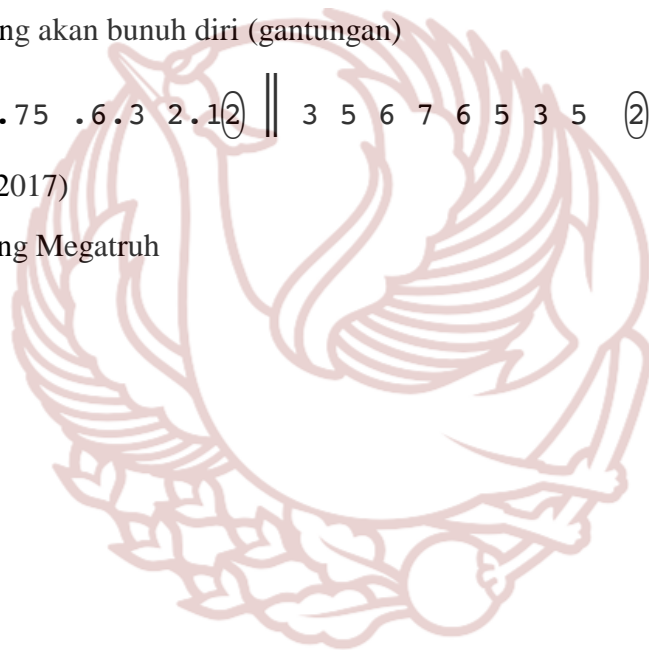 ng akan bunuh diri (gantungan)
.75 .6.3 2.12 || 3 5 6 7 6 5 3 5 2
2017)
ng Megatruh